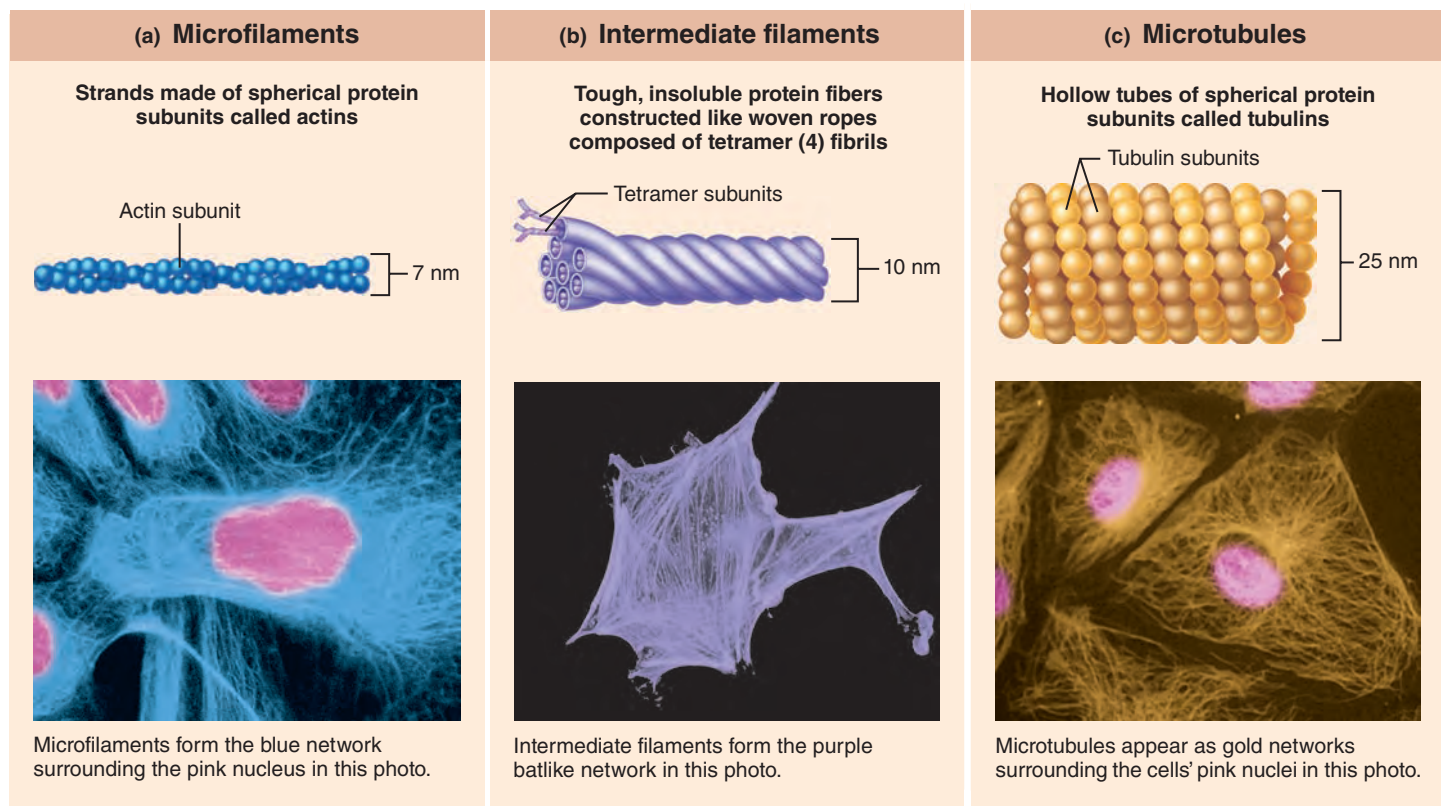 (a) Microfilaments
Strands made of spherical protein
subunits called actins
Actin subunit
7 nm
Microfilaments form the blue network
surrounding the pink nucleus in this photo.
(b) Intermediate filaments
Tough, insoluble protein fibers
constructed like woven ropes
composed of tetramer (4) fibrils
Tetramer subunits
10 nm
Intermediate filaments form the purple
batlike network in this photo.
(c) Microtubules
Hollow tubes of spherical protein
subunits called tubulins
Tubulin subunits
25 nm
Microtubules appear as gold networks
surrounding the cells’ pink nuclei in this photo.